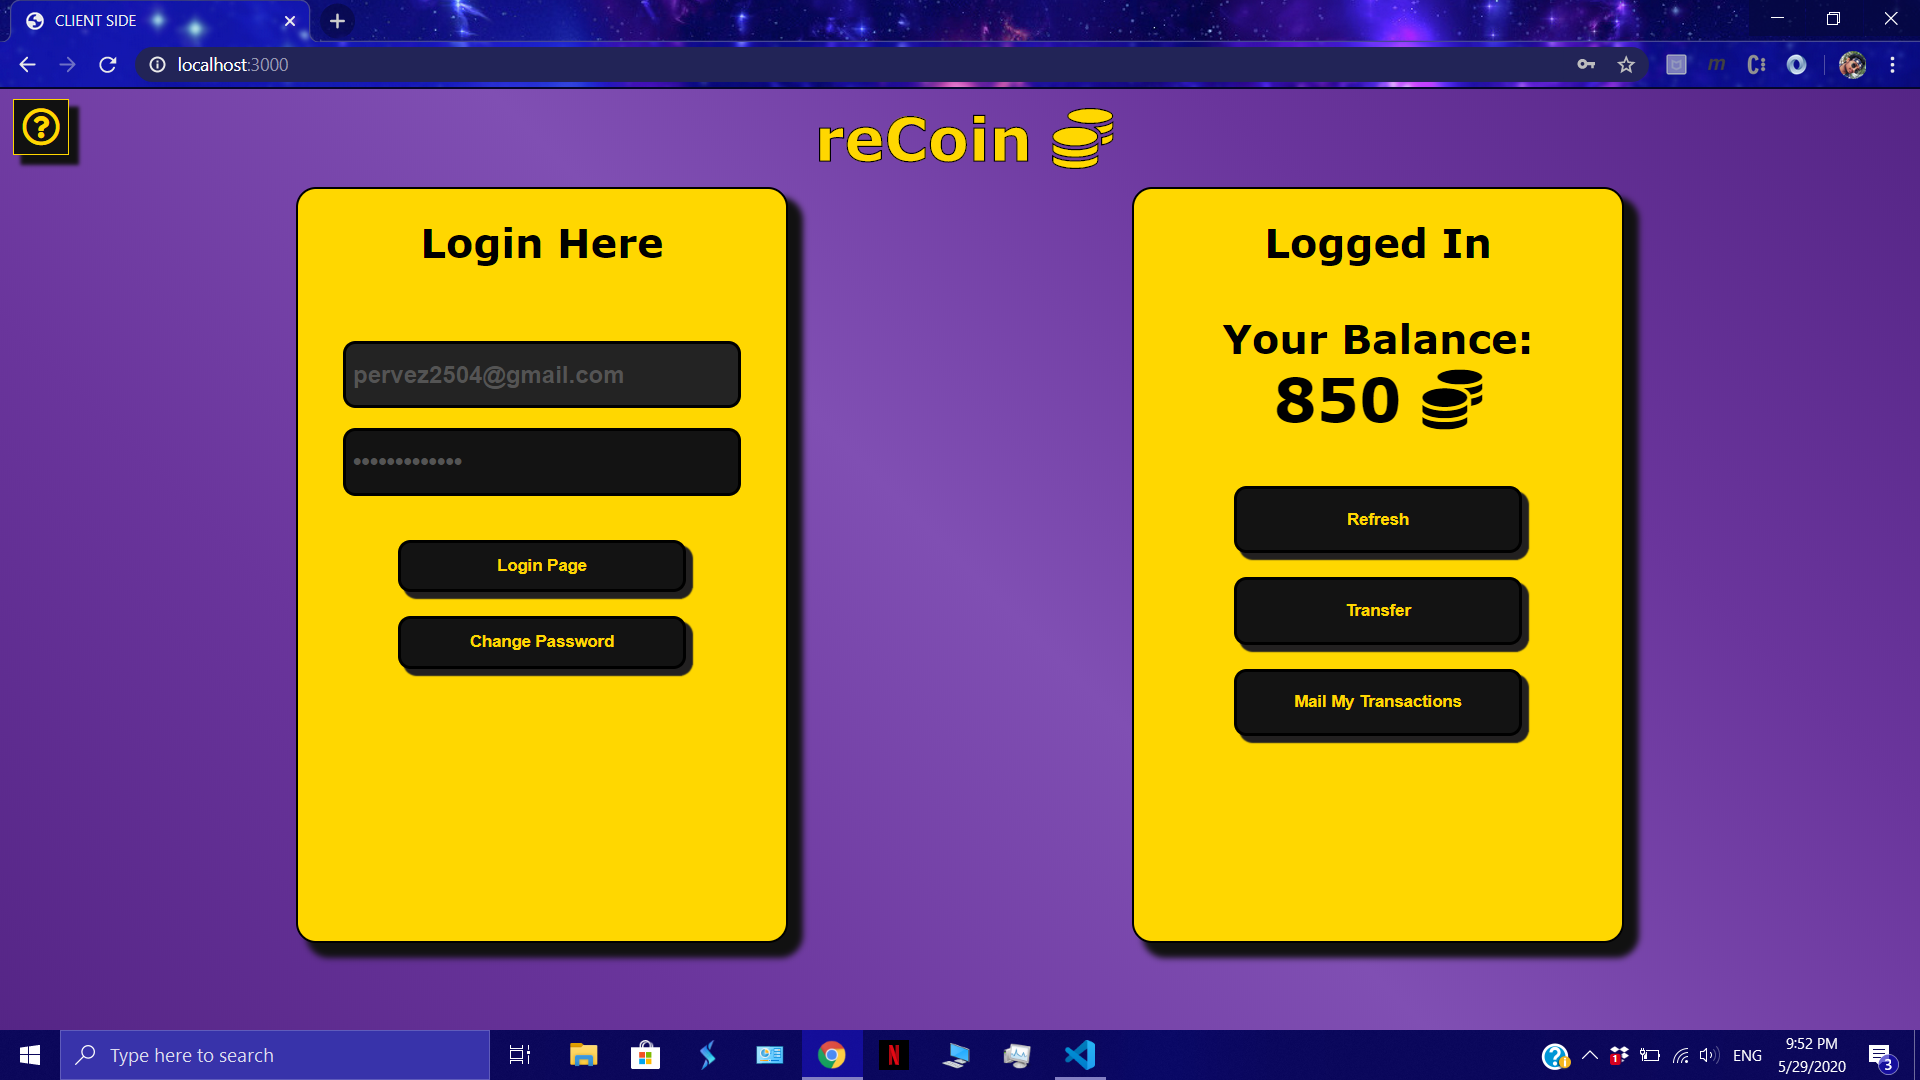 CLIENT SIDE
localhost:3000
reCoin
Login Here
pervez2504@gmail.com
•••••••••••••
Login Page
Change Password
Logged In
Your Balance:
850
Refresh
Transfer
Mail My Transactions
Type here to search
ENG
9:52 PM
5/29/2020
3